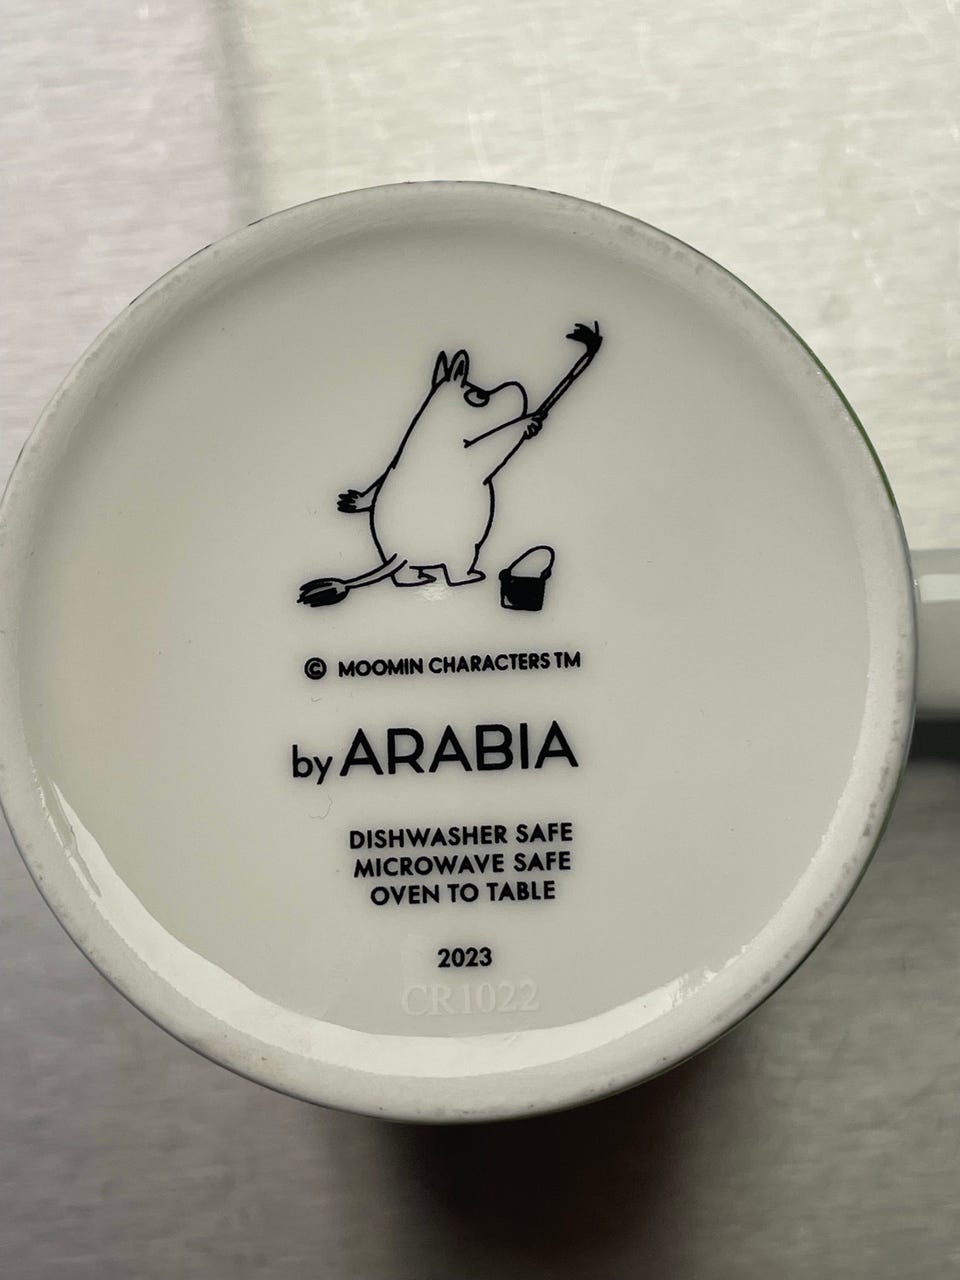 © MOOMIN CHARACTERS TM
by ARABIA
DISHWASHER SAFE
MICROWAVE SAFE
OVEN TO TABLE
2023
CR1022